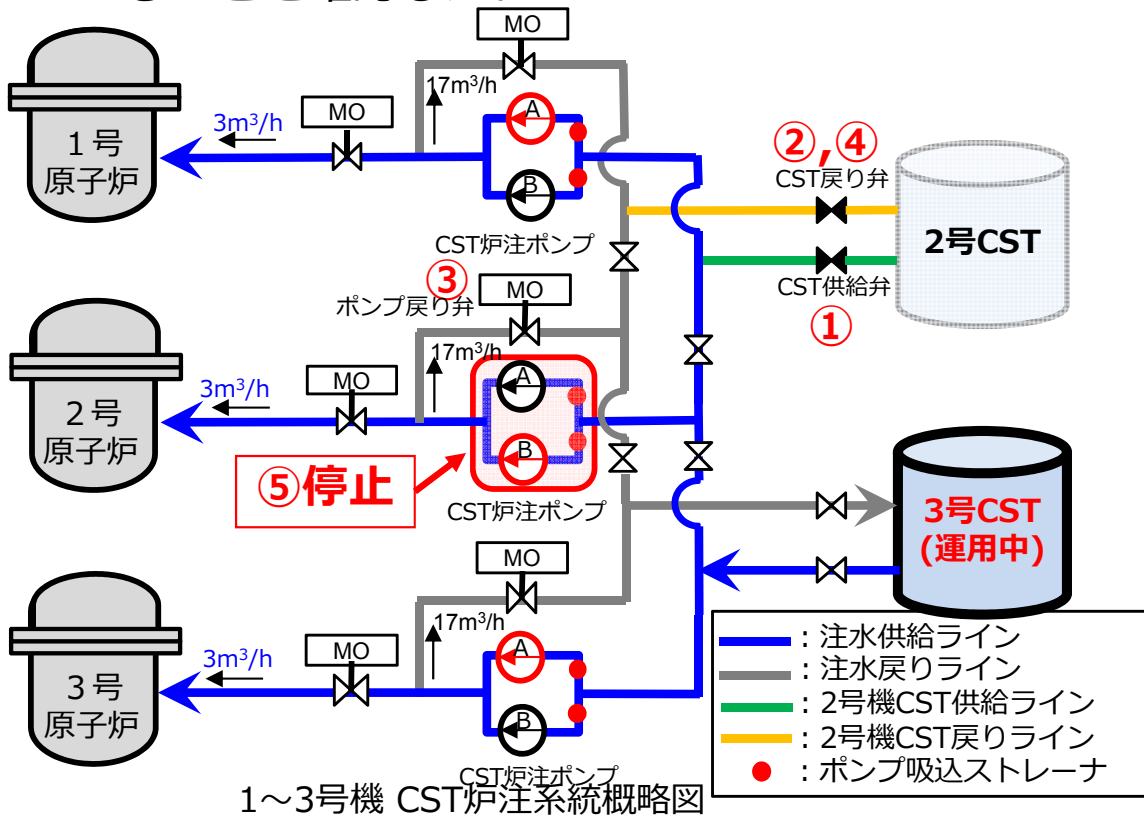 MO
17m³/h
A
MO
3m³/h
1号
原子炉
B
CST炉注ポンプ
②,④
CST戻り弁
2号CST
CST供給弁
①
③
ポンプ戻り弁
MO
17m³/h
A
MO
3m³/h
2号
原子炉
B
⑤停止
CST炉注ポンプ
3号CST
(運用中)
MO
17m³/h
A
MO
3m³/h
3号
原子炉
B
CST炉注ポンプ
:注水供給ライン
:注水戻りライン
:2号機CST供給ライン
:2号機CST戻りライン
:ポンプ吸込ストレーナ
1~3号機 CST炉注系統概略図